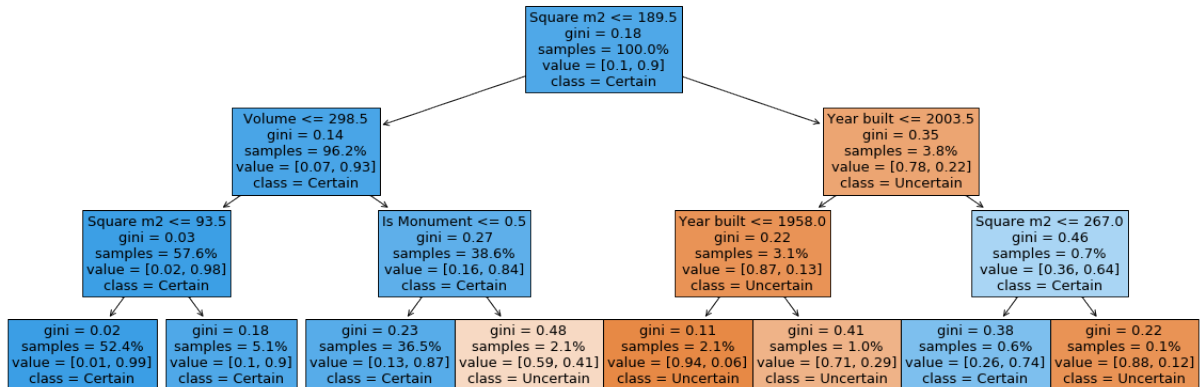 Square m2 <= 189.5
gini = 0.18
samples = 100.0%
value = [0.1, 0.9]
class = Certain
Volume <= 298.5
gini = 0.14
samples = 96.2%
value = [0.07, 0.93]
class = Certain
Year built <= 2003.5
gini = 0.35
samples = 3.8%
value = [0.78, 0.22]
class = Uncertain
Square m2 <= 93.5
gini = 0.03
samples = 57.6%
value = [0.02, 0.98]
class = Certain
Is Monument <= 0.5
gini = 0.27
samples = 38.6%
value = [0.16, 0.84]
class = Certain
Year built <= 1958.0
gini = 0.22
samples = 3.1%
value = [0.87, 0.13]
class = Uncertain
Square m2 <= 267.0
gini = 0.46
samples = 0.7%
value = [0.36, 0.64]
class = Certain
gini = 0.02
samples = 52.4%
value = [0.01, 0.99]
class = Certain
gini = 0.18
samples = 5.1%
value = [0.1, 0.9]
class = Certain
gini = 0.23
samples = 36.5%
value = [0.13, 0.87]
class = Certain
gini = 0.48
samples = 2.1%
value = [0.59, 0.41]
class = Uncertain
gini = 0.11
samples = 2.1%
value = [0.94, 0.06]
class = Uncertain
gini = 0.41
samples = 1.0%
value = [0.71, 0.29]
class = Uncertain
gini = 0.38
samples = 0.6%
value = [0.26, 0.74]
class = Certain
gini = 0.22
samples = 0.1%
value = [0.88, 0.12]
class = Uncertain